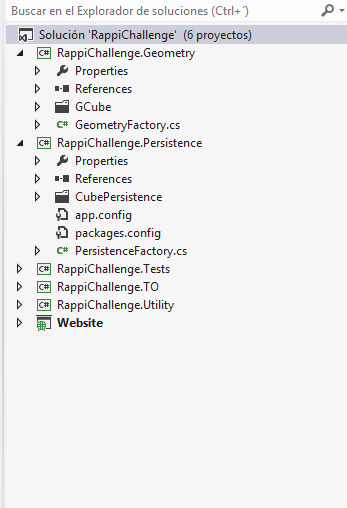 Buscar en el Explorador de soluciones (Ctrl+´)
Solución 'RappiChallenge' (6 proyectos)
C# RappiChallenge.Geometry
Properties
References
GCube
C# GeometryFactory.cs
C# RappiChallenge.Persistence
Properties
References
CubePersistence
app.config
packages.config
C# PersistenceFactory.cs
C# RappiChallenge.Tests
C# RappiChallenge.TO
C# RappiChallenge.Utility
Website